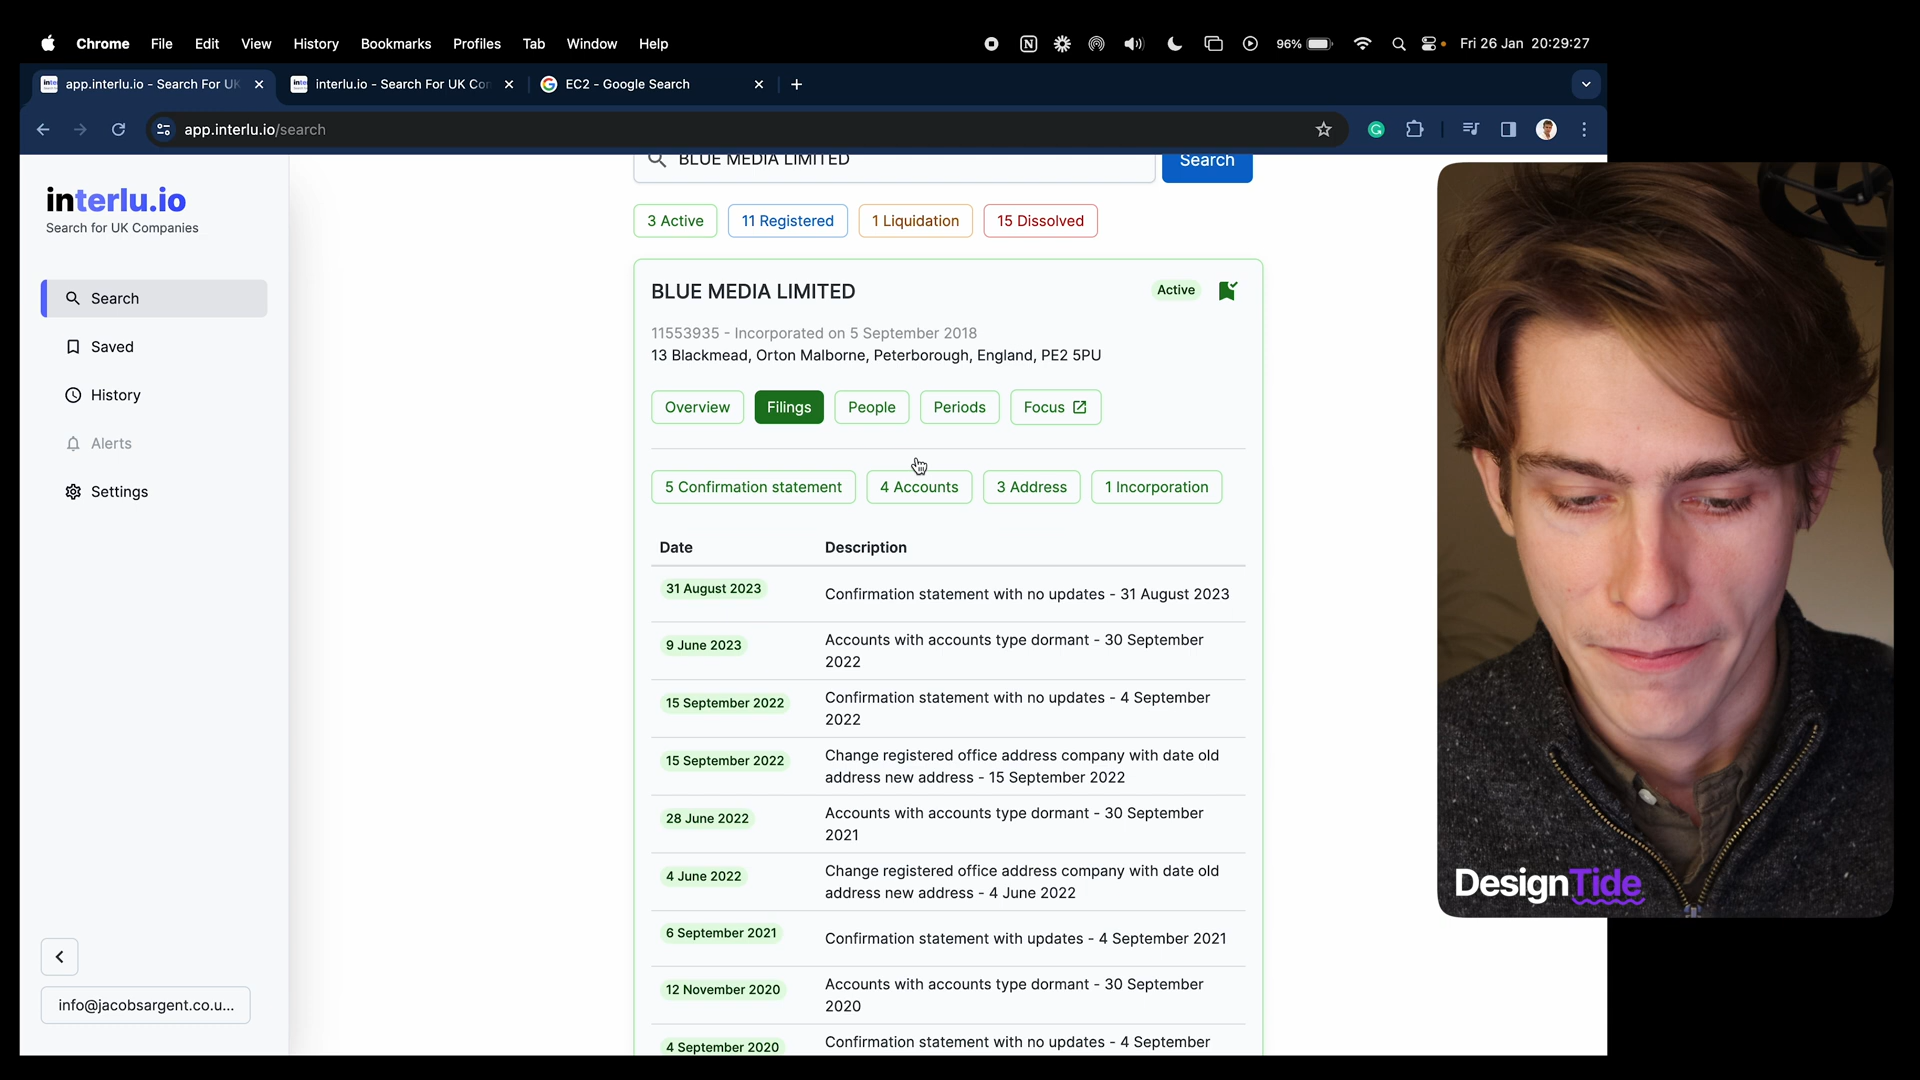 Chrome File Edit View History Bookmarks Profiles Tab Window Help 96% Fri 26 Jan 20:29:27
app.interlu.io - Search For UK
interlu.io - Search For UK Con
EC2 - Google Search
app.interlu.io/search
interlu.io
Search for UK Companies
Search
Saved
History
Alerts
Settings
info@jacobsargent.co.u...
BLUE MEDIA LIMITED
Search
3 Active
11 Registered
1 Liquidation
15 Dissolved
BLUE MEDIA LIMITED
Active
11553935 - Incorporated on 5 September 2018
13 Blackmead, Orton Malborne, Peterborough, England, PE2 5PU
Overview
Filings
People
Periods
Focus
5 Confirmation statement
4 Accounts
3 Address
1 Incorporation
Date
Description
31 August 2023
Confirmation statement with no updates - 31 August 2023
9 June 2023
Accounts with accounts type dormant - 30 September
2022
15 September 2022
Confirmation statement with no updates - 4 September
2022
15 September 2022
Change registered office address company with date old
address new address - 15 September 2022
28 June 2022
Accounts with accounts type dormant - 30 September
2021
4 June 2022
Change registered office address company with date old
address new address - 4 June 2022
6 September 2021
Confirmation statement with updates - 4 September 2021
12 November 2020
Accounts with accounts type dormant - 30 September
2020
4 September 2020
Confirmation statement with no updates - 4 September
DesignTide